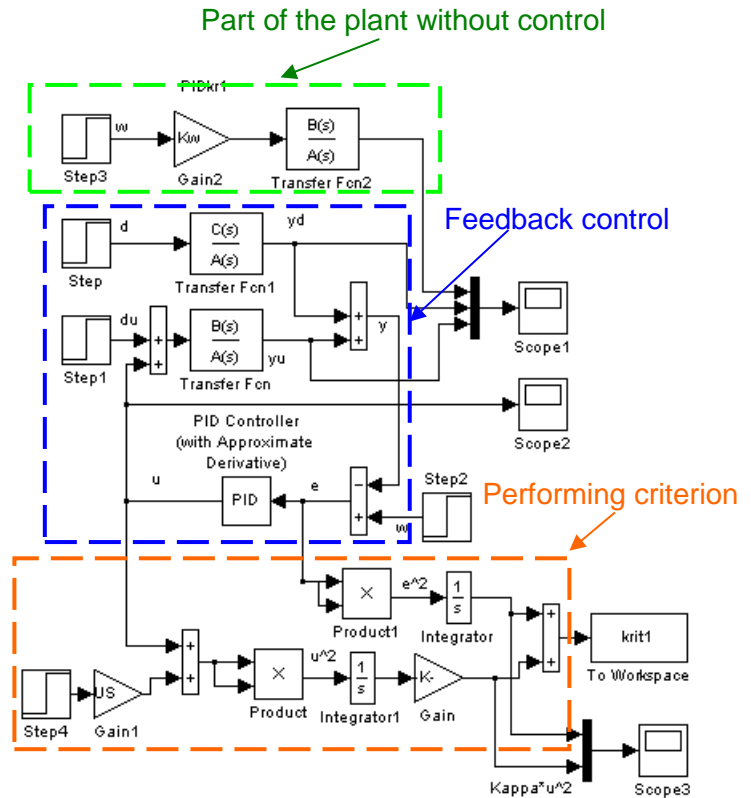 Part of the plant without control
PIDkr1
w
Kw
B(s)
A(s)
Step3
Gain2
Transfer Fcn2
Feedback control
d
C(s)
A(s)
yd
Step
Transfer Fcn1
du
+
+
B(s)
A(s)
yu
+
+
y
Step1
Transfer Fcn
Scope1
PID Controller
(with Approximate
Derivative)
Scope2
u
PID
e
−
+
w
Step2
Performing criterion
×
e^2
1
s
+
+
krit1
Product1
Integrator
To Workspace
+
+
×
u^2
1
s
K-
US
Step4
Gain1
Product
Integrator1
Gain
Kappa*u^2
Scope3